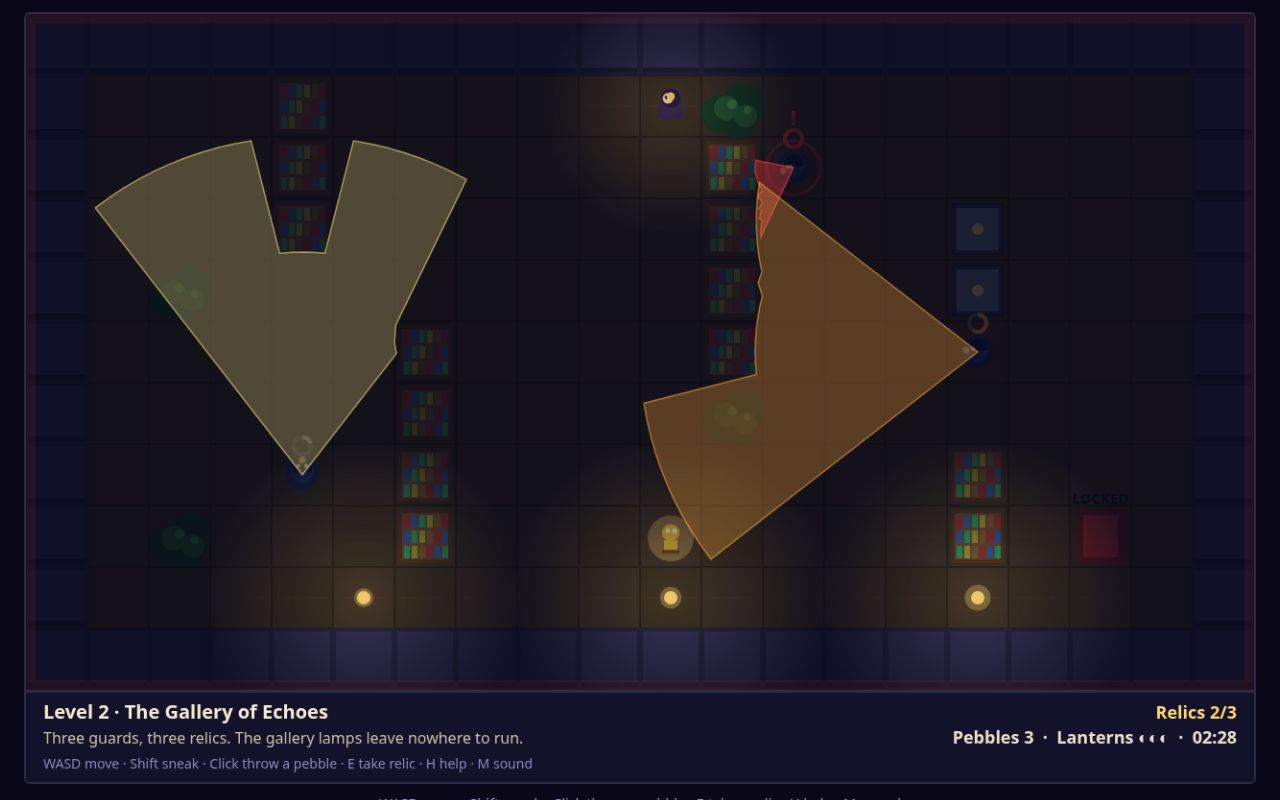 !
LOCKED
Level 2 · The Gallery of Echoes
Relics 2/3
Three guards, three relics. The gallery lamps leave nowhere to run.
Pebbles 3 · Lanterns · 02:28
WASD move · Shift sneak · Click throw a pebble · E take relic · H help · M sound